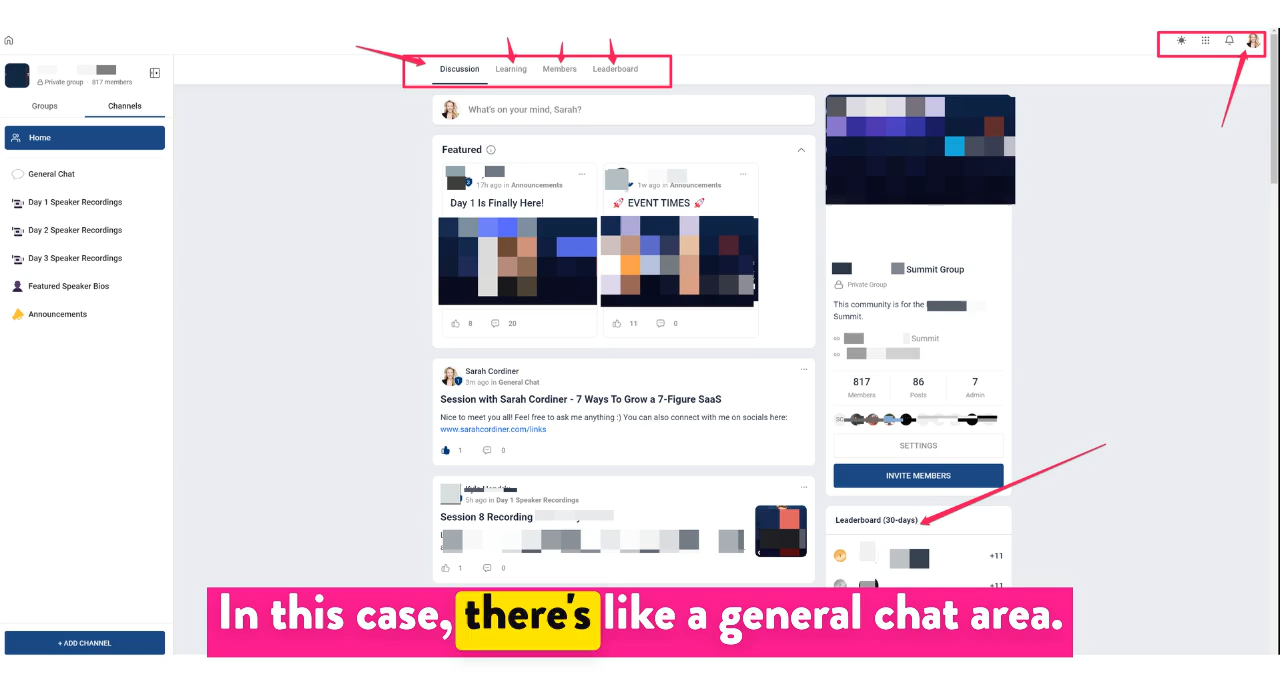 Discussion
Learning
Members
Leaderboard
Private group · 817 members
Groups
Channels
Home
General Chat
Day 1 Speaker Recordings
Day 2 Speaker Recordings
Day 3 Speaker Recordings
Featured Speaker Bios
Announcements
+ ADD CHANNEL
What's on your mind, Sarah?
Featured
17h ago in Announcements
Day 1 Is Finally Here!
8
20
1w ago in Announcements
🚀 EVENT TIMES 🚀
11
0
Sarah Cordiner
3m ago in General Chat
Session with Sarah Cordiner - 7 Ways To Grow a 7-Figure SaaS
Nice to meet you all! Feel free to ask me anything :) You can also connect with me on socials here:
www.sarahcordiner.com/links
1
0
5h ago in Day 1 Speaker Recordings
Session 8 Recording
1
0
Summit Group
Private Group
This community is for the
Summit.
Summit
817
86
7
Members
Posts
Admin
SETTINGS
INVITE MEMBERS
Leaderboard (30-days)
+11
+11
In this case, there's like a general chat area.